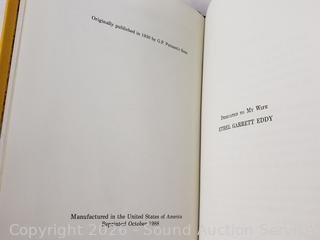 Originally published in 1930 by G.P. Putnam's Sons
Manufactured in the United States of America
Reprinted October 1988
DEDICATED TO MY WIFE
ETHEL GARRETT EDDY
Copyright © 2026 - Sound Auction Service